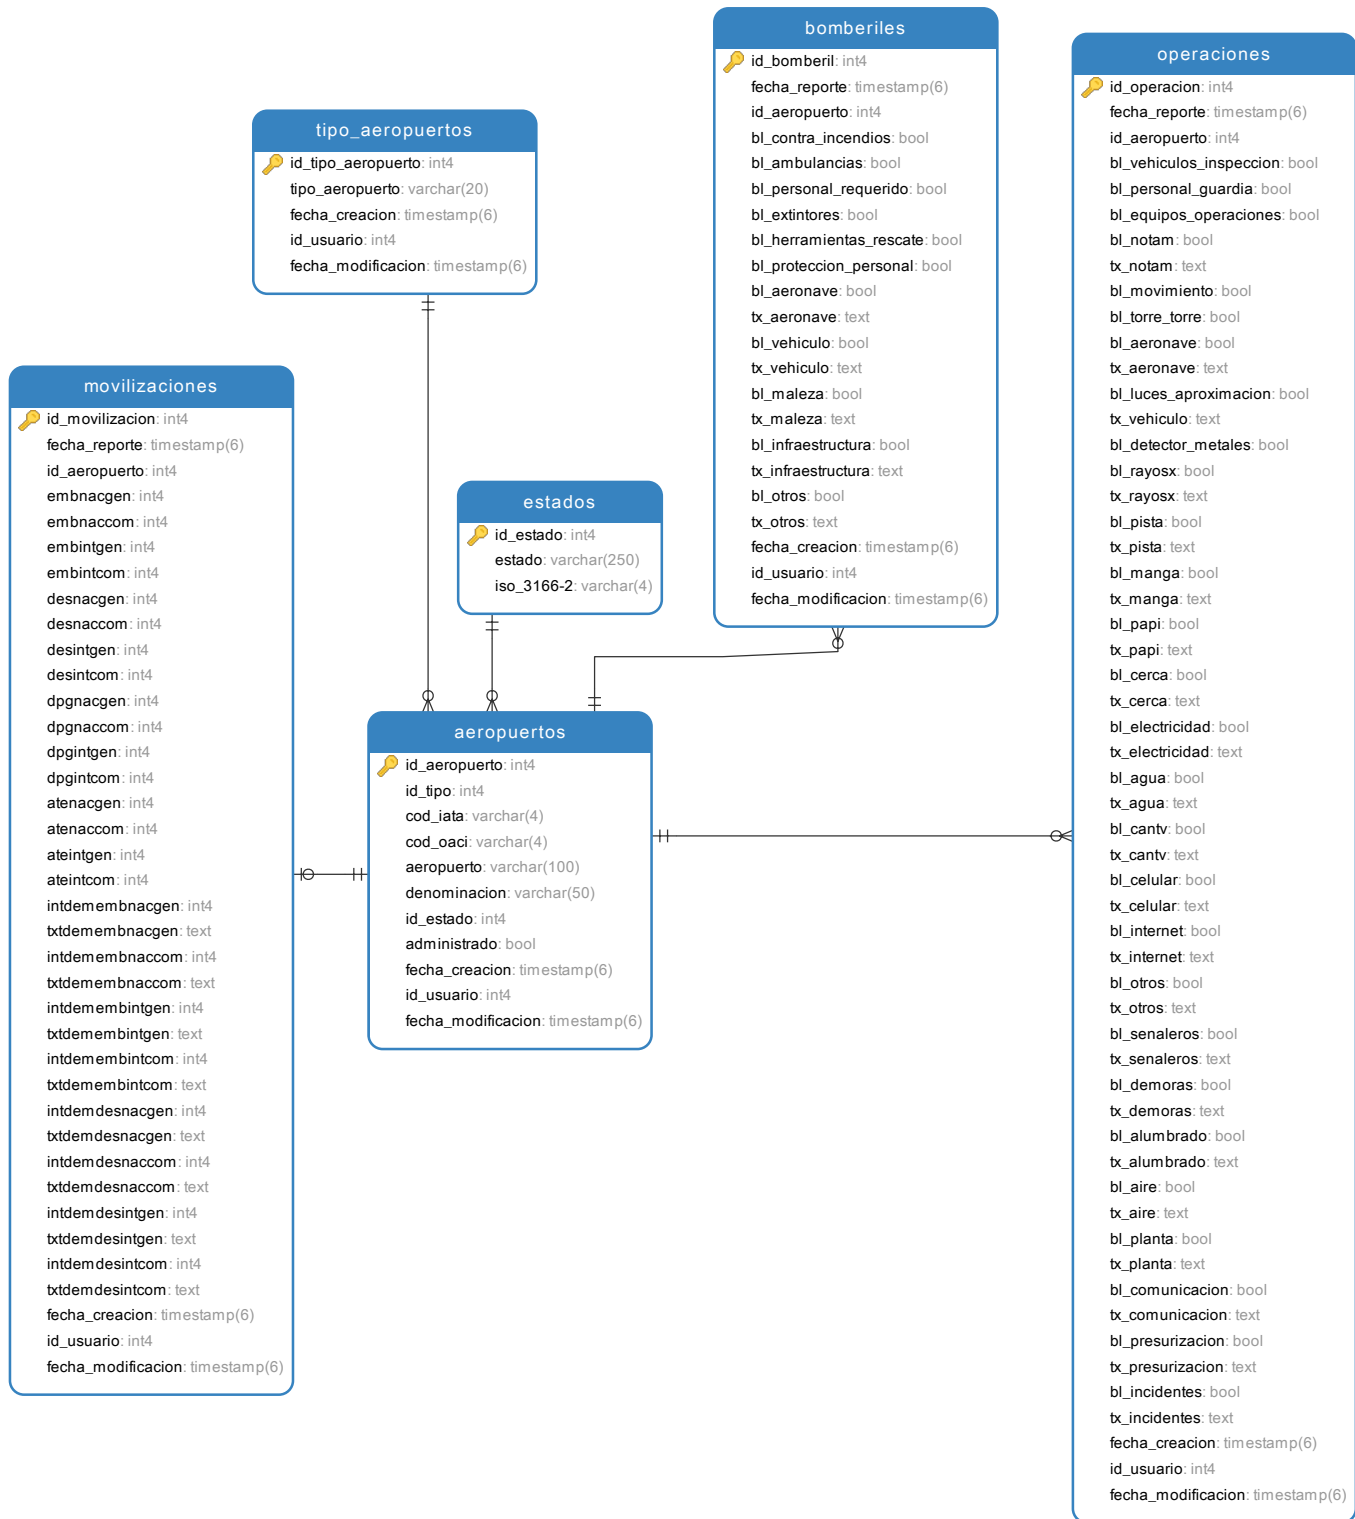 bomberiles
id_bomberil: int4
fecha_reporte: timestamp(6)
id_aeropuerto: int4
bl_contra_incendios: bool
bl_ambulancias: bool
bl_personal_requerido: bool
bl_extintores: bool
bl_herramientas_rescate: bool
bl_proteccion_personal: bool
bl_aeronave: bool
tx_aeronave: text
bl_vehiculo: bool
tx_vehiculo: text
bl_maleza: bool
tx_maleza: text
bl_infraestructura: bool
tx_infraestructura: text
bl_otros: bool
tx_otros: text
fecha_creacion: timestamp(6)
id_usuario: int4
fecha_modificacion: timestamp(6)
operaciones
id_operacion: int4
fecha_reporte: timestamp(6)
id_aeropuerto: int4
bl_vehiculos_inspeccion: bool
bl_personal_guardia: bool
bl_equipos_operaciones: bool
bl_notam: bool
tx_notam: text
bl_movimiento: bool
bl_torre_torre: bool
bl_aeronave: bool
tx_aeronave: text
bl_luces_aproximacion: bool
tx_vehiculo: text
bl_detector_metales: bool
bl_rayosx: bool
tx_rayosx: text
bl_pista: bool
tx_pista: text
bl_manga: bool
tx_manga: text
bl_papi: bool
tx_papi: text
bl_cerca: bool
tx_cerca: text
bl_electricidad: bool
tx_electricidad: text
bl_agua: bool
tx_agua: text
bl_cantv: bool
tx_cantv: text
bl_celular: bool
tx_celular: text
bl_internet: bool
tx_internet: text
bl_otros: bool
tx_otros: text
bl_senaleros: bool
tx_senaleros: text
bl_demoras: bool
tx_demoras: text
bl_alumbrado: bool
tx_alumbrado: text
bl_aire: bool
tx_aire: text
bl_planta: bool
tx_planta: text
bl_comunicacion: bool
tx_comunicacion: text
bl_presurizacion: bool
tx_presurizacion: text
bl_incidentes: bool
tx_incidentes: text
fecha_creacion: timestamp(6)
id_usuario: int4
fecha_modificacion: timestamp(6)
tipo_aeropuertos
id_tipo_aeropuerto: int4
tipo_aeropuerto: varchar(20)
fecha_creacion: timestamp(6)
id_usuario: int4
fecha_modificacion: timestamp(6)
movilizaciones
id_movilizacion: int4
fecha_reporte: timestamp(6)
id_aeropuerto: int4
embnacgen: int4
embnaccom: int4
embintgen: int4
embintcom: int4
desnacgen: int4
desnaccom: int4
desintgen: int4
desintcom: int4
dpgnacgen: int4
dpgnaccom: int4
dpgintgen: int4
dpgintcom: int4
atenacgen: int4
atenaccom: int4
ateintgen: int4
ateintcom: int4
intdemembnacgen: int4
txtdemembnacgen: text
intdemembnaccom: int4
txtdemembnaccom: text
intdemembintgen: int4
txtdemembintgen: text
intdemembintcom: int4
txtdemembintcom: text
intdemdesnacgen: int4
txtdemdesnacgen: text
intdemdesnaccom: int4
txtdemdesnaccom: text
intdemdesintgen: int4
txtdemdesintgen: text
intdemdesintcom: int4
txtdemdesintcom: text
fecha_creacion: timestamp(6)
id_usuario: int4
fecha_modificacion: timestamp(6)
estados
id_estado: int4
estado: varchar(250)
iso_3166-2: varchar(4)
aeropuertos
id_aeropuerto: int4
id_tipo: int4
cod_iata: varchar(4)
cod_oaci: varchar(4)
aeropuerto: varchar(100)
denominacion: varchar(50)
id_estado: int4
administrado: bool
fecha_creacion: timestamp(6)
id_usuario: int4
fecha_modificacion: timestamp(6)